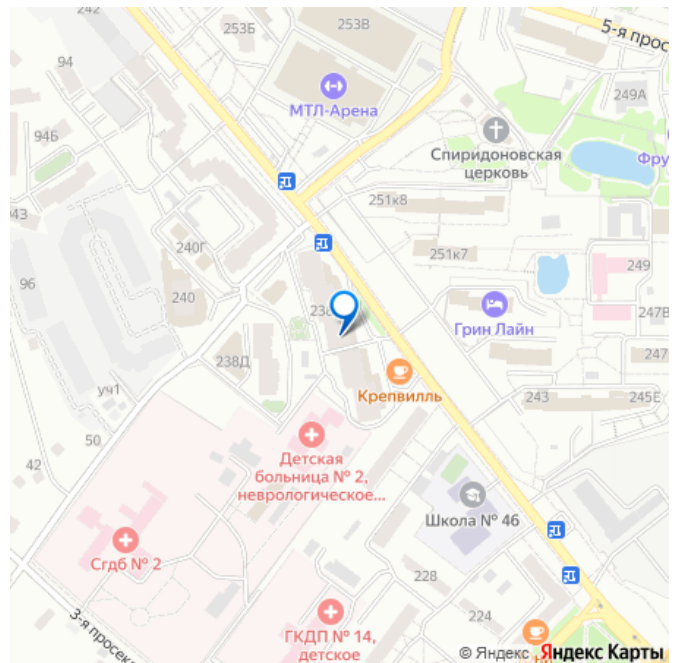 242
253Б
253В
5-я прос
94
МТЛ-Арена
249А
94Б
Спиридоновская
церковь
Фру
251к8
943
240Г
251к7
249
96
240
238
247В
Грин Лайн
238Д
247
Крепвилль
уч1
243
245Е
50
Детская
больница № 2,
неврологическое...
42
Школа № 46
Сгдб № 2
228
224
3-я просек
ГКДП № 14,
детское
© Яндекс Яндекс Карты